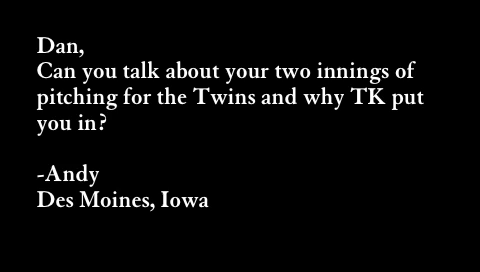 Dan,
Can you talk about your two innings of
pitching for the Twins and why TK put
you in?
-Andy
Des Moines, Iowa